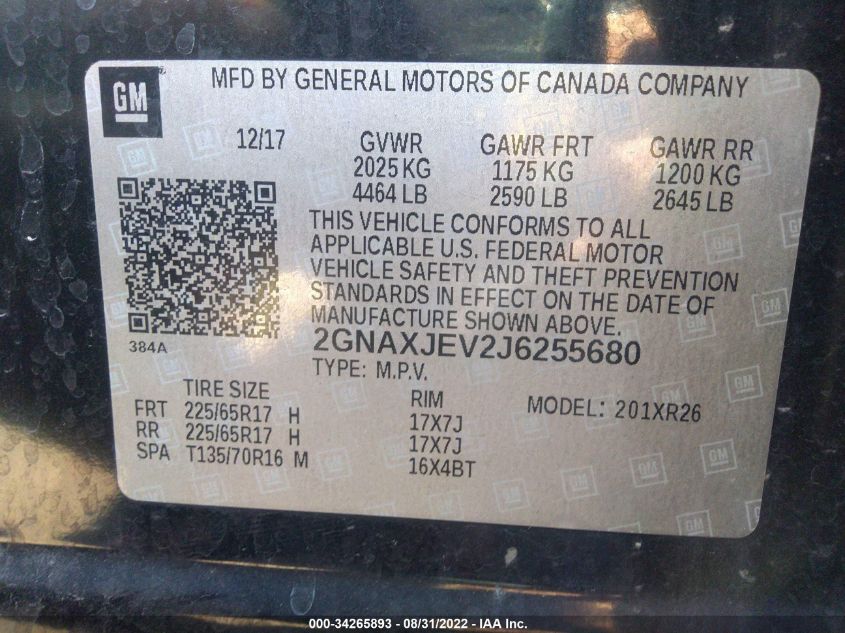 GM
MFD BY GENERAL MOTORS OF CANADA COMPANY
12/17 GVWR GAWR FRT GAWR RR
2025 KG 1175 KG 1200 KG
4464 LB 2590 LB 2645 LB
THIS VEHICLE CONFORMS TO ALL
APPLICABLE U.S. FEDERAL MOTOR
VEHICLE SAFETY AND THEFT PREVENTION
STANDARDS IN EFFECT ON THE DATE OF
MANUFACTURE SHOWN ABOVE.
384A
2GNAXJEV2J6255680
TYPE: M.P.V.
TIRE SIZE RIM MODEL: 201XR26
FRT 225/65R17 H 17X7J
RR 225/65R17 H 17X7J
SPA T135/70R16 M 16X4BT
000-34265893 - 08/31/2022 - IAA Inc.